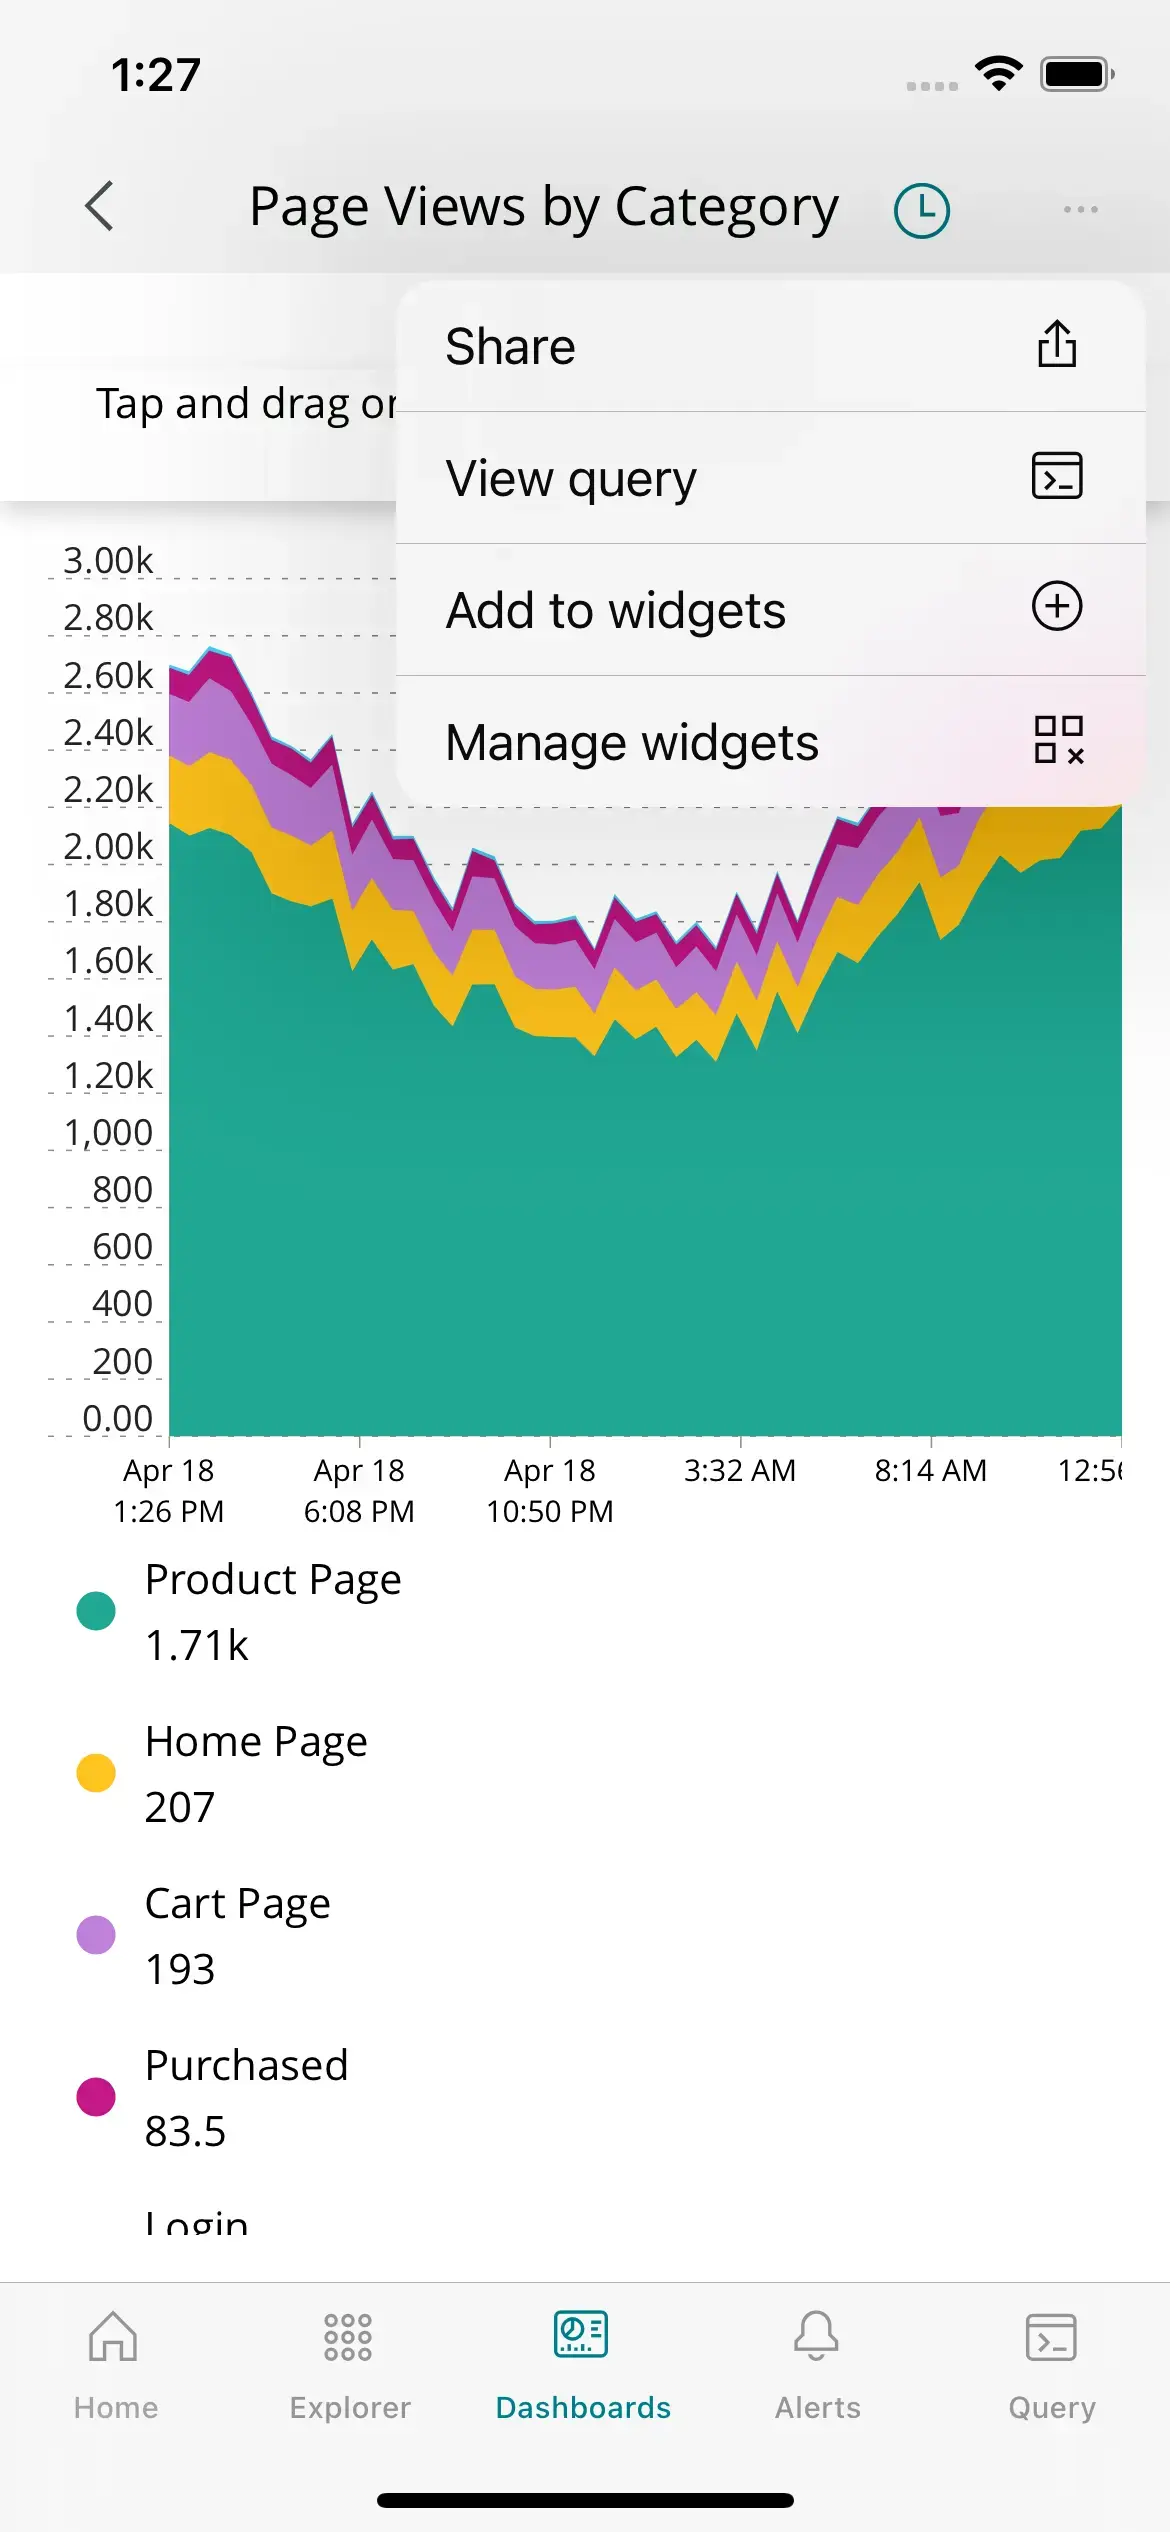 1:27
Page Views by Category
Share
Tap and drag or
View query
Add to widgets
Manage widgets
3.00k
2.80k
2.60k
2.40k
2.20k
2.00k
1.80k
1.60k
1.40k
1.20k
1,000
800
600
400
200
0.00
Apr 18 Apr 18 Apr 18 3:32 AM 8:14 AM 12:56
1:26 PM 6:08 PM 10:50 PM
Product Page
1.71k
Home Page
207
Cart Page
193
Purchased
83.5
Login
Home Explorer Dashboards Alerts Query